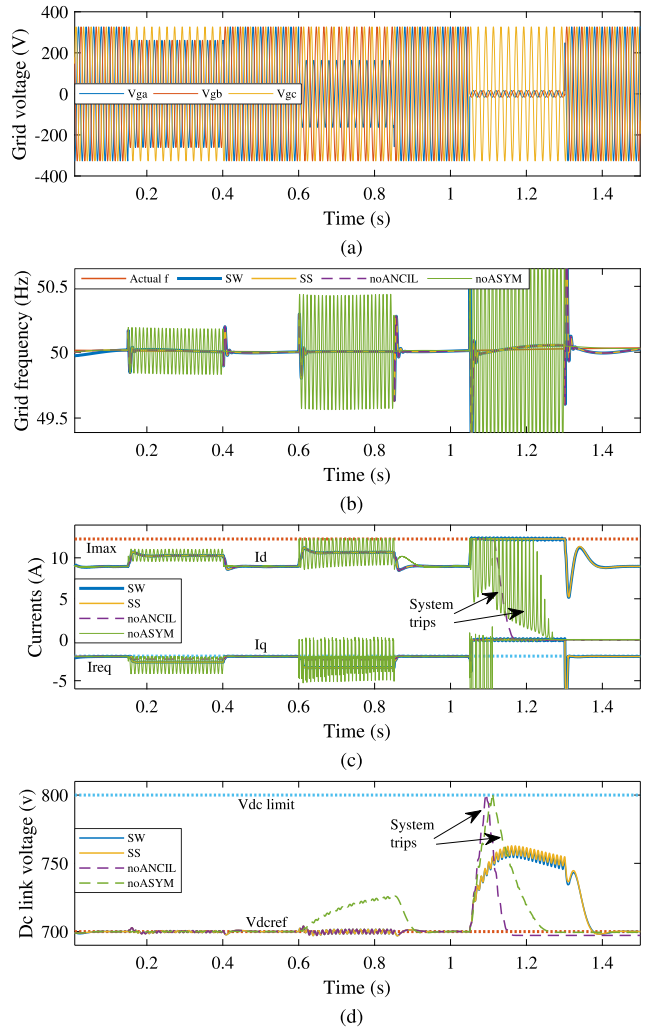 400
200
0
-200
-400
Grid voltage (V)
Vga Vgb Vgc
0.2 0.4 0.6 0.8 1 1.2 1.4
Time (s)
(a)
50.5
50
49.5
Grid frequency (Hz)
Actual f SW SS noANCIL noASYM
0.2 0.4 0.6 0.8 1 1.2 1.4
Time (s)
(b)
10
5
0
-5
Currents (A)
Imax
Id
SW
SS
noANCIL
noASYM
System
trips
Iq
Ireq
0.2 0.4 0.6 0.8 1 1.2 1.4
Time (s)
(c)
800
750
700
Dc link voltage (v)
Vdc limit
System
trips
SW
SS
noANCIL
noASYM
Vdcref
0.2 0.4 0.6 0.8 1 1.2 1.4
Time (s)
(d)